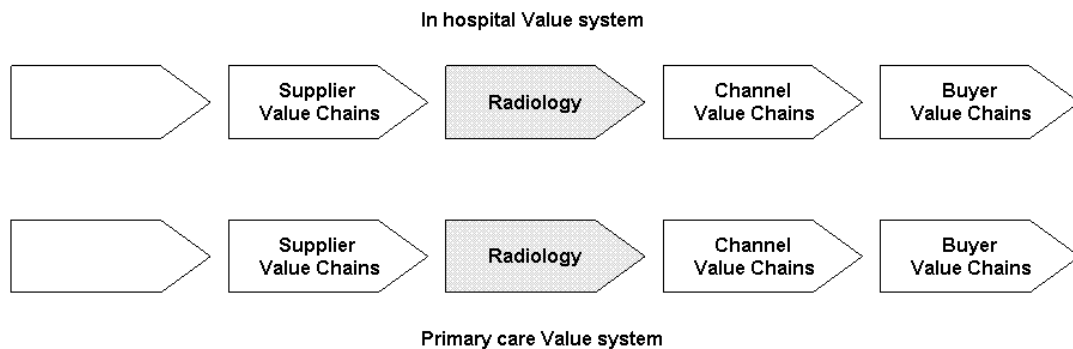 In hospital Value system
Supplier
Value Chains
Radiology
Channel
Value Chains
Buyer
Value Chains
Supplier
Value Chains
Radiology
Channel
Value Chains
Buyer
Value Chains
Primary care Value system